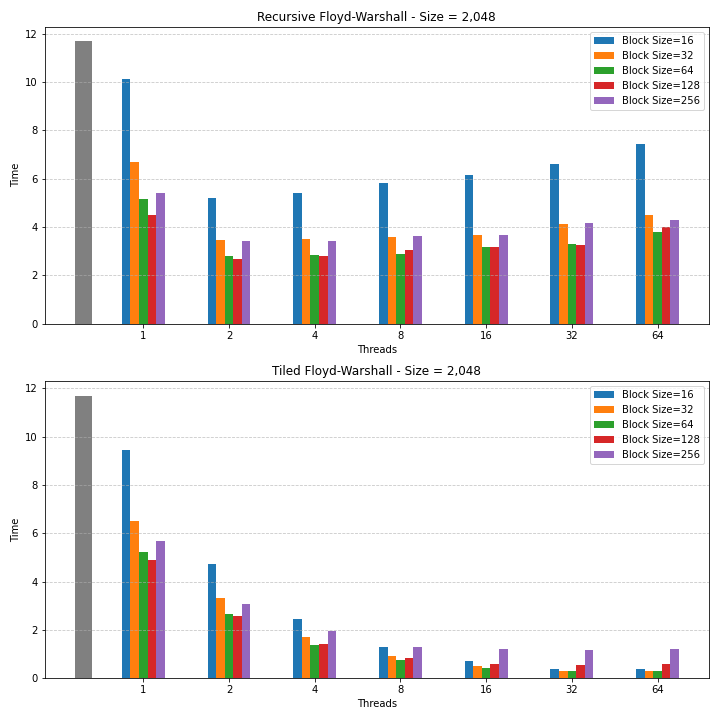 Recursive Floyd-Warshall - Size = 2,048
Time
12
10
8
6
4
2
0
Block Size=16
Block Size=32
Block Size=64
Block Size=128
Block Size=256
1 2 4 8 16 32 64
Threads
Tiled Floyd-Warshall - Size = 2,048
Time
12
10
8
6
4
2
0
Block Size=16
Block Size=32
Block Size=64
Block Size=128
Block Size=256
1 2 4 8 16 32 64
Threads